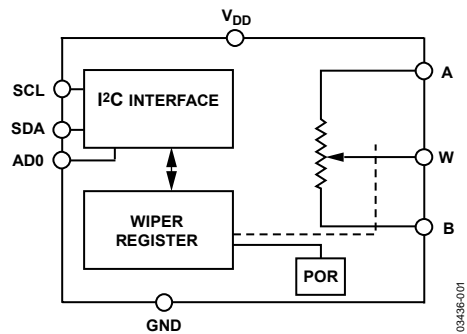 VDD
SCL
SDA
AD0
I2C INTERFACE
WIPER
REGISTER
POR
A
W
B
GND
03436-001